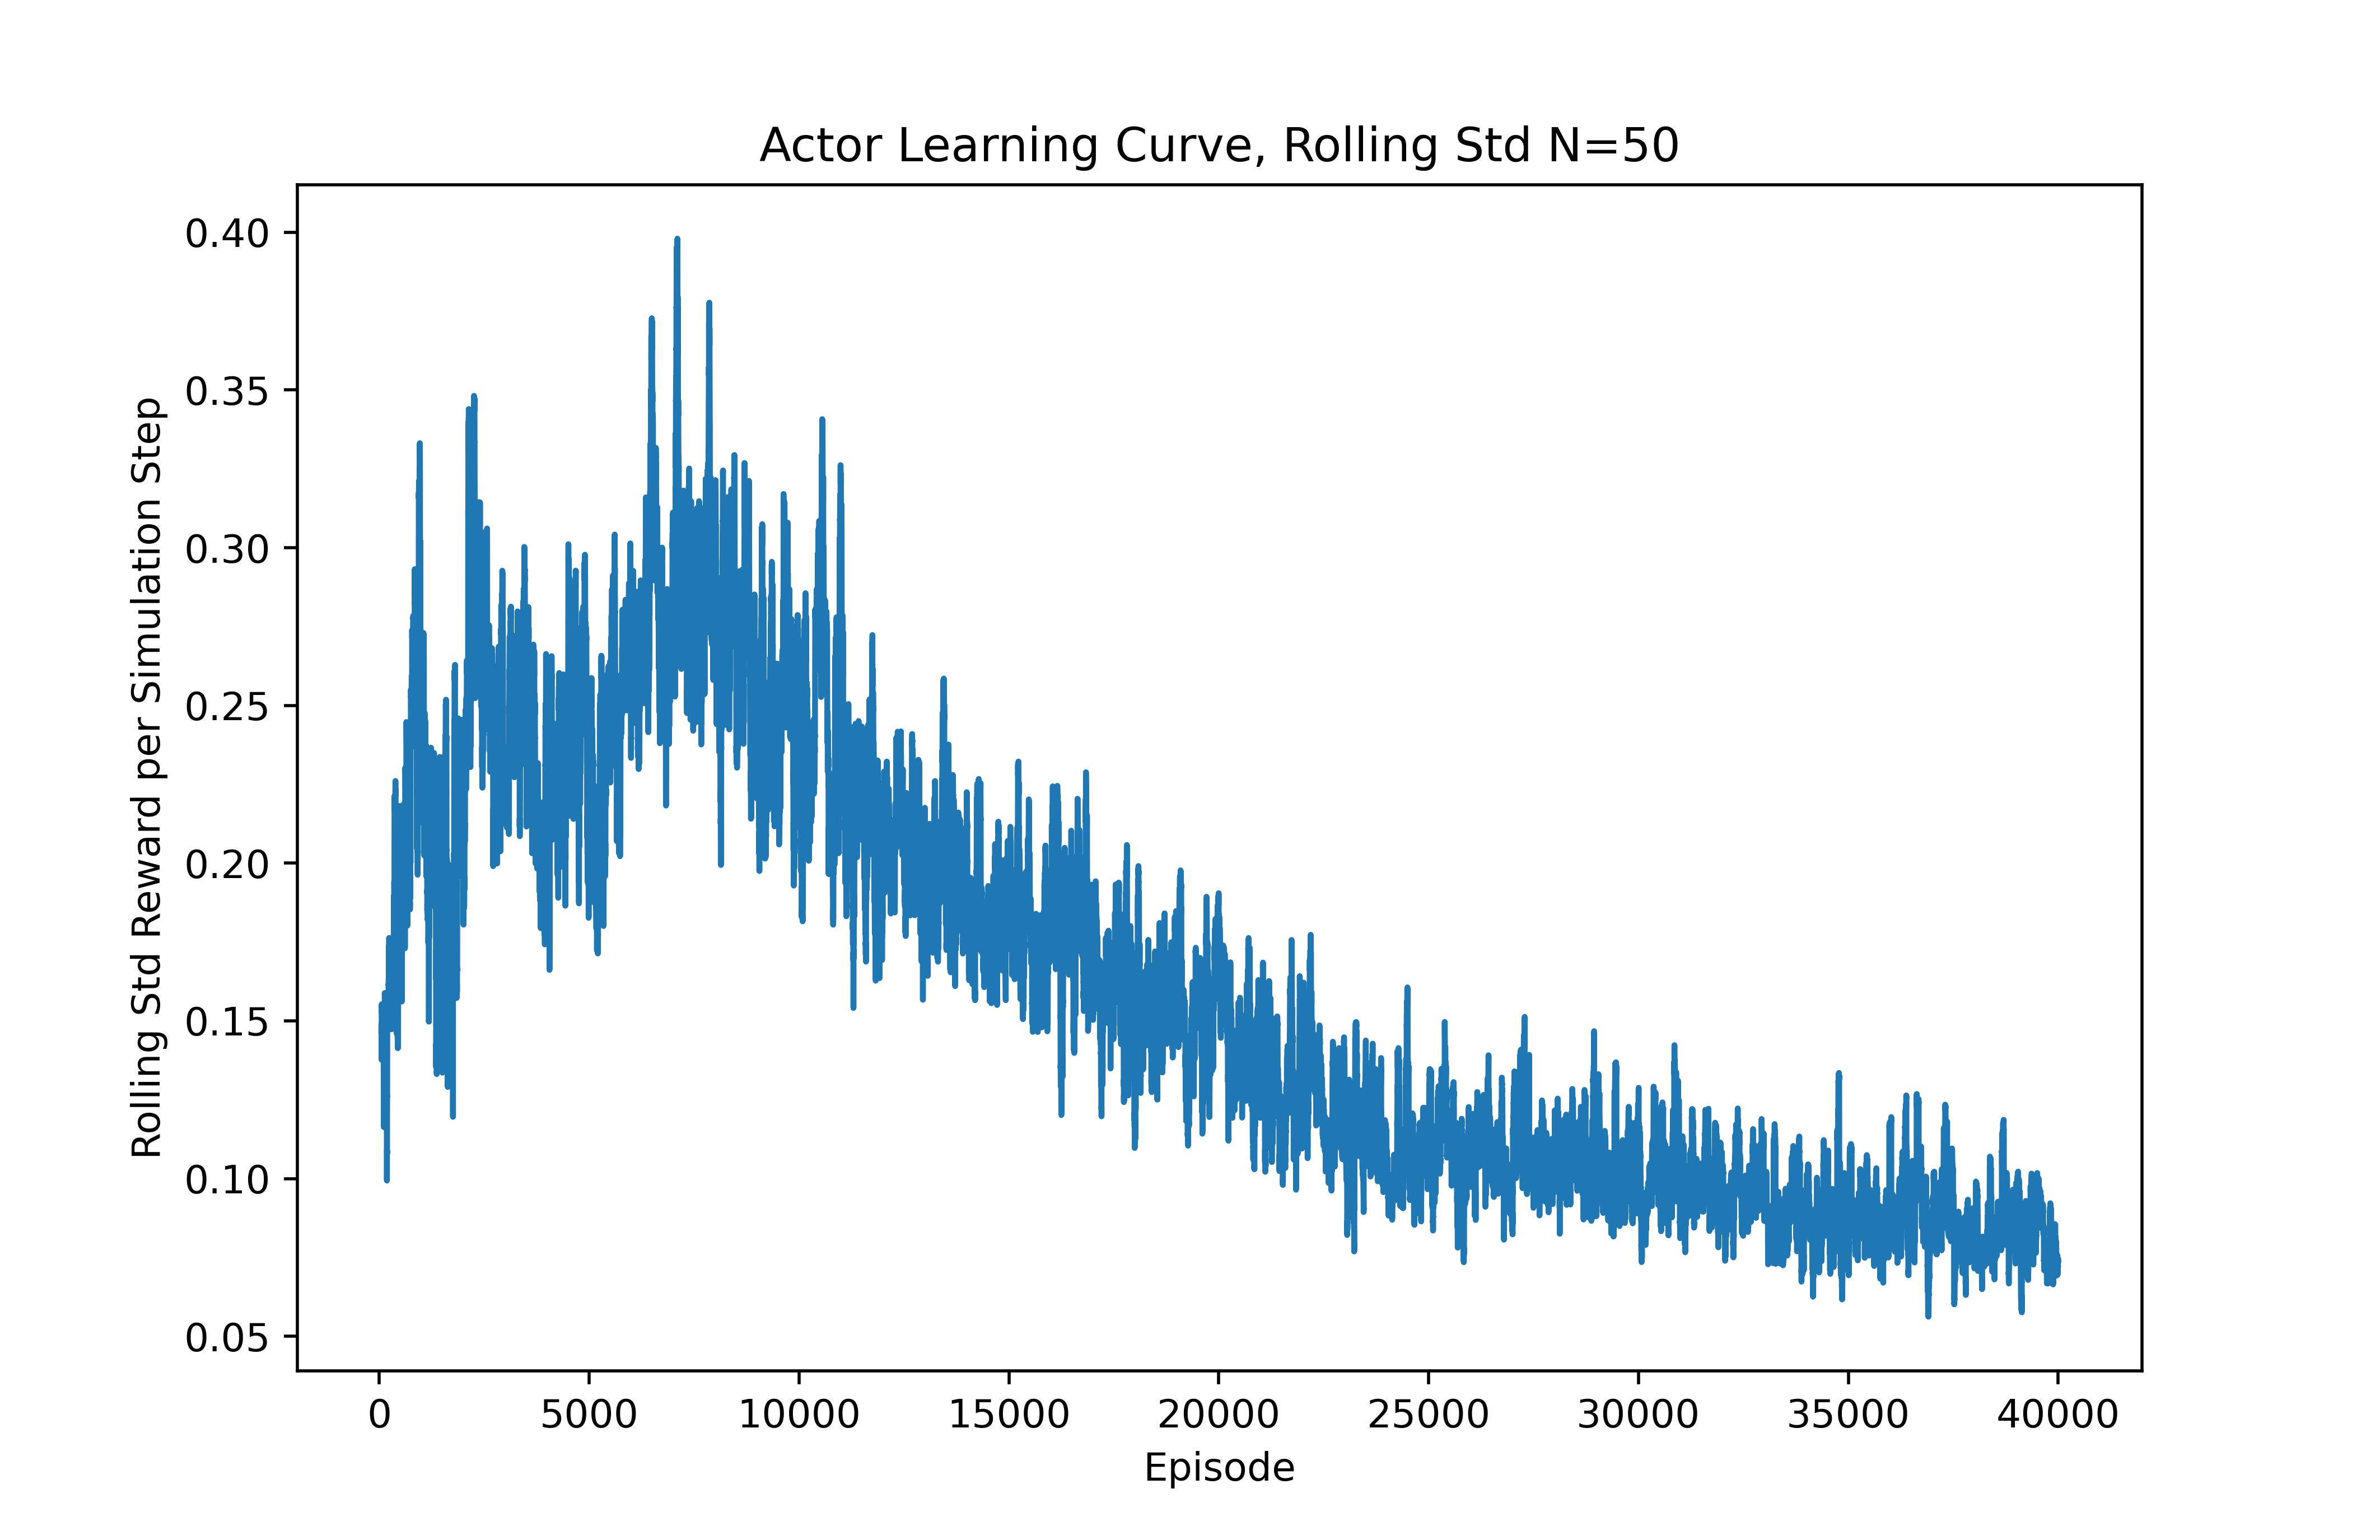 Actor Learning Curve, Rolling Std N=50
Rolling Std Reward per Simulation Step
0.40
0.35
0.30
0.25
0.20
0.15
0.10
0.05
0 5000 10000 15000 20000 25000 30000 35000 40000
Episode